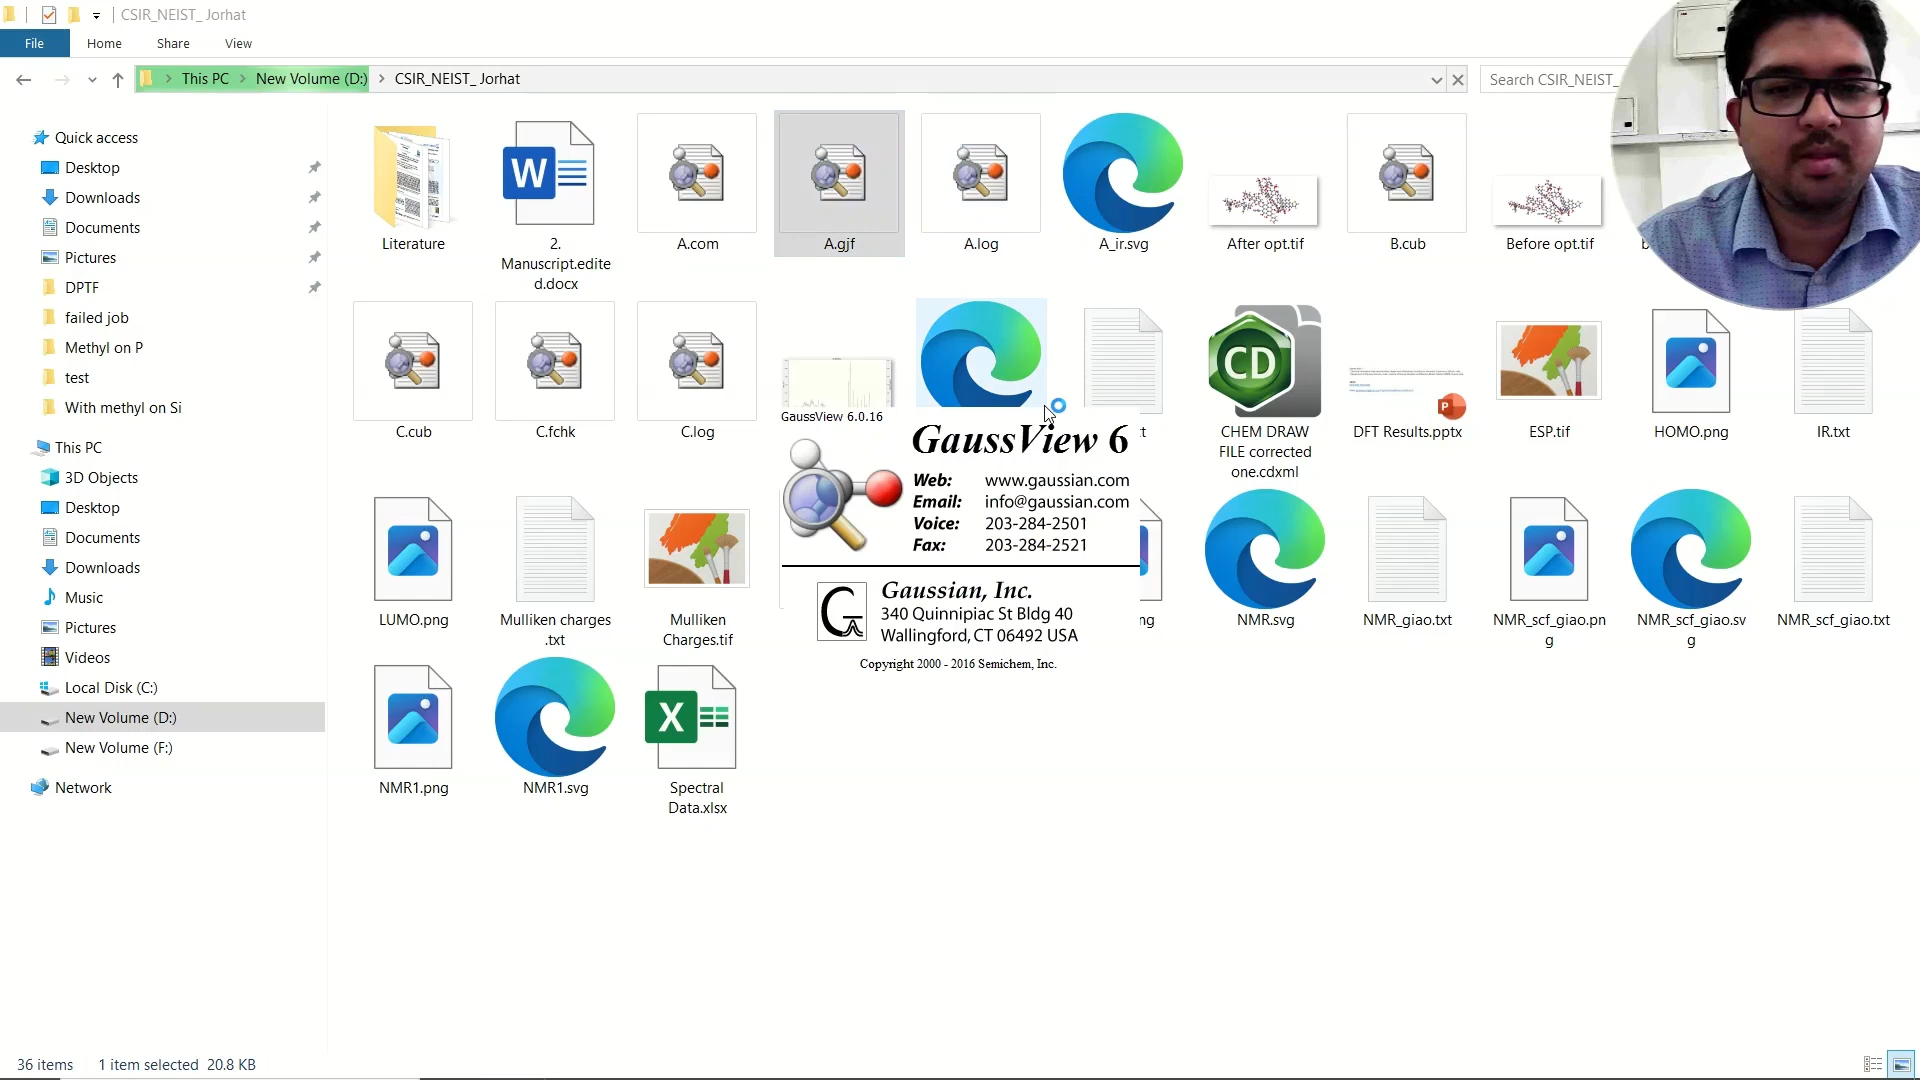 CSIR_NEIST_ Jorhat
File
Home
Share
View
This PC
New Volume (D:)
CSIR_NEIST_ Jorhat
Search CSIR_NEIST_
Quick access
Desktop
Downloads
Documents
Pictures
DPTF
failed job
Methyl on P
test
With methyl on Si
This PC
3D Objects
Desktop
Documents
Downloads
Music
Pictures
Videos
Local Disk (C:)
New Volume (D:)
New Volume (F:)
Network
Literature
2.
Manuscript.edite
d.docx
A.com
A.gjf
A.log
A_ir.svg
After opt.tif
B.cub
Before opt.tif
C.cub
C.fchk
C.log
CHEM DRAW
FILE corrected
one.cdxml
DFT Results.pptx
ESP.tif
HOMO.png
IR.txt
GaussView 6.0.16
GaussView 6
Web: www.gaussian.com
Email: info@gaussian.com
Voice: 203-284-2501
Fax: 203-284-2521
Gaussian, Inc.
340 Quinnipiac St Bldg 40
Wallingford, CT 06492 USA
Copyright 2000 - 2016 Semichem, Inc.
LUMO.png
Mulliken charges
.txt
Mulliken
Charges.tif
ng
NMR.svg
NMR_giao.txt
NMR_scf_giao.pn
g
NMR_scf_giao.sv
g
NMR_scf_giao.txt
NMR1.png
NMR1.svg
Spectral
Data.xlsx
36 items
1 item selected 20.8 KB